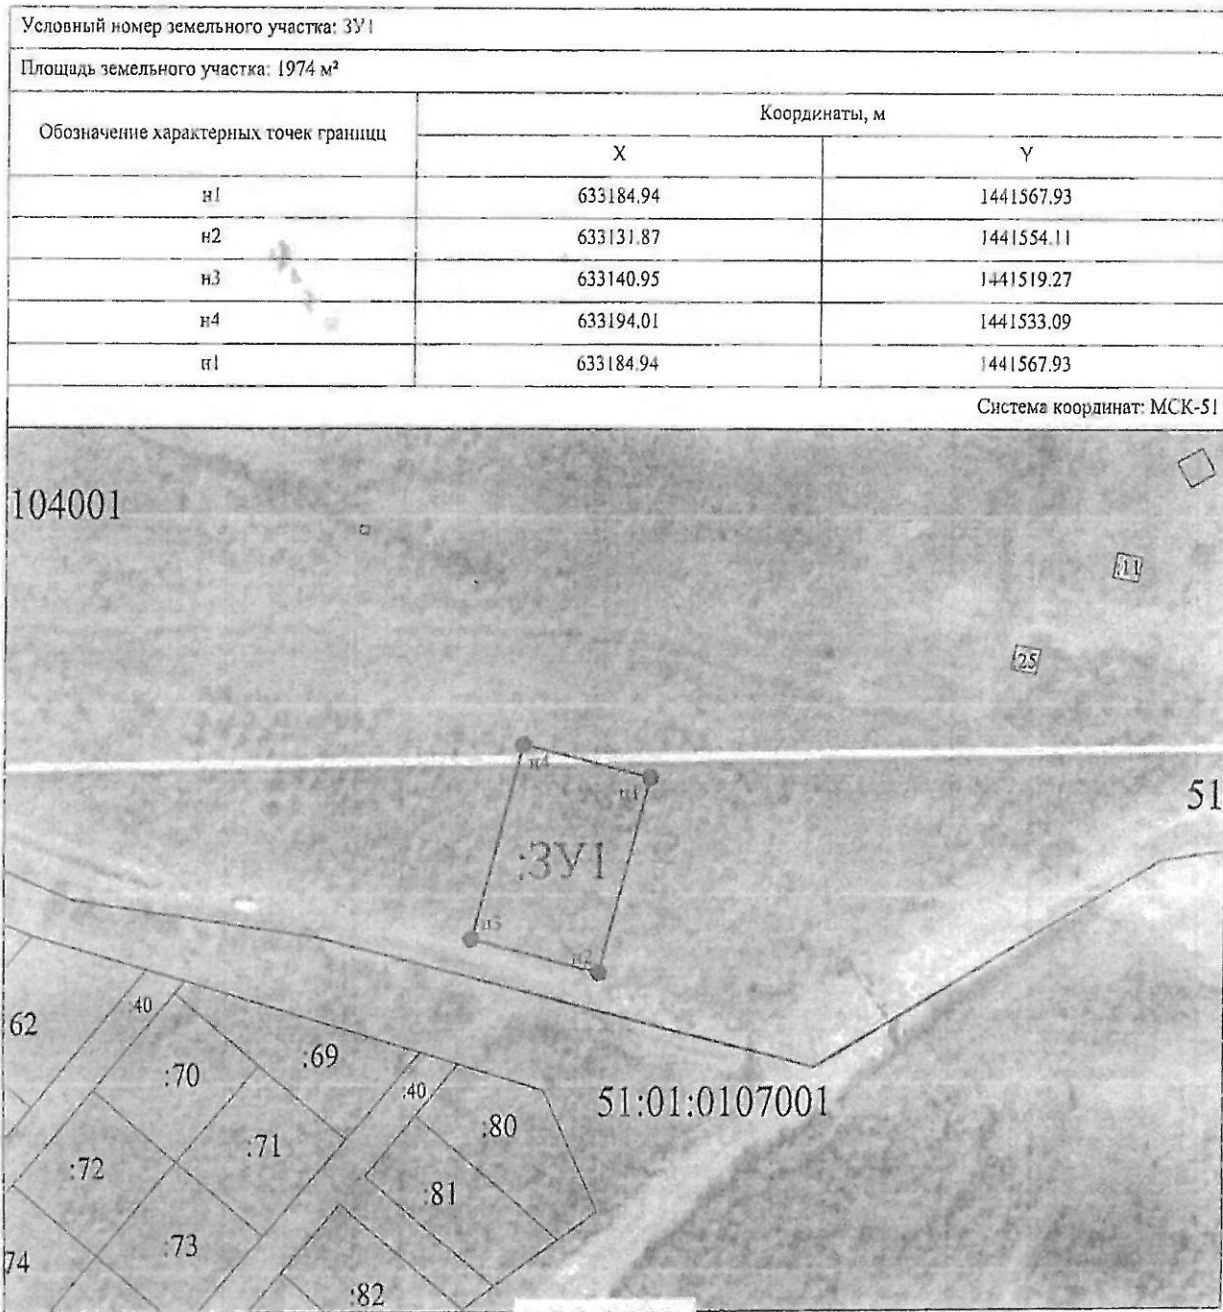 Условный номер земельного участка: ЗУ1
Площадь земельного участка: 1974 м²
Обозначение характерных точек границы
Координаты, м
X
Y
н1 633184.94 1441567.93
н2 633131.87 1441554.11
н3 633140.95 1441519.27
н4 633194.01 1441533.09
н1 633184.94 1441567.93
Система координат: МСК-51
104001
:11
:25
н4
н1
51
:ЗУ1
н3
н2
:40
62
:69
:70
:40
51:01:0107001
:80
:71
:72
:81
:73
74
:82